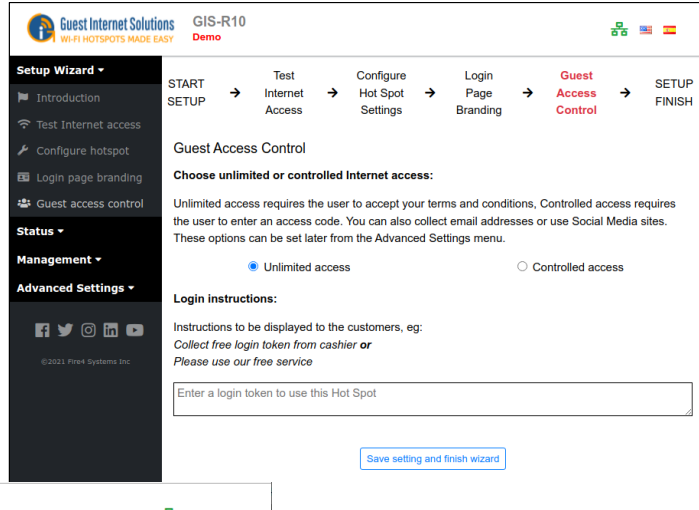 Guest Internet Solutions
WI-FI HOTSPOTS MADE EASY
GIS-R10
Demo
Setup Wizard
Introduction
Test Internet access
Configure hotspot
Login page branding
Guest access control
Status
Management
Advanced Settings
©2021 Fire4 Systems Inc
START SETUP → Test Internet Access → Configure Hot Spot Settings → Login Page Branding → Guest Access Control → SETUP FINISH
Guest Access Control
Choose unlimited or controlled Internet access:
Unlimited access requires the user to accept your terms and conditions, Controlled access requires
the user to enter an access code. You can also collect email addresses or use Social Media sites.
These options can be set later from the Advanced Settings menu.
Unlimited access
Controlled access
Login instructions:
Instructions to be displayed to the customers, eg:
Collect free login token from cashier or
Please use our free service
Enter a login token to use this Hot Spot
Save setting and finish wizard